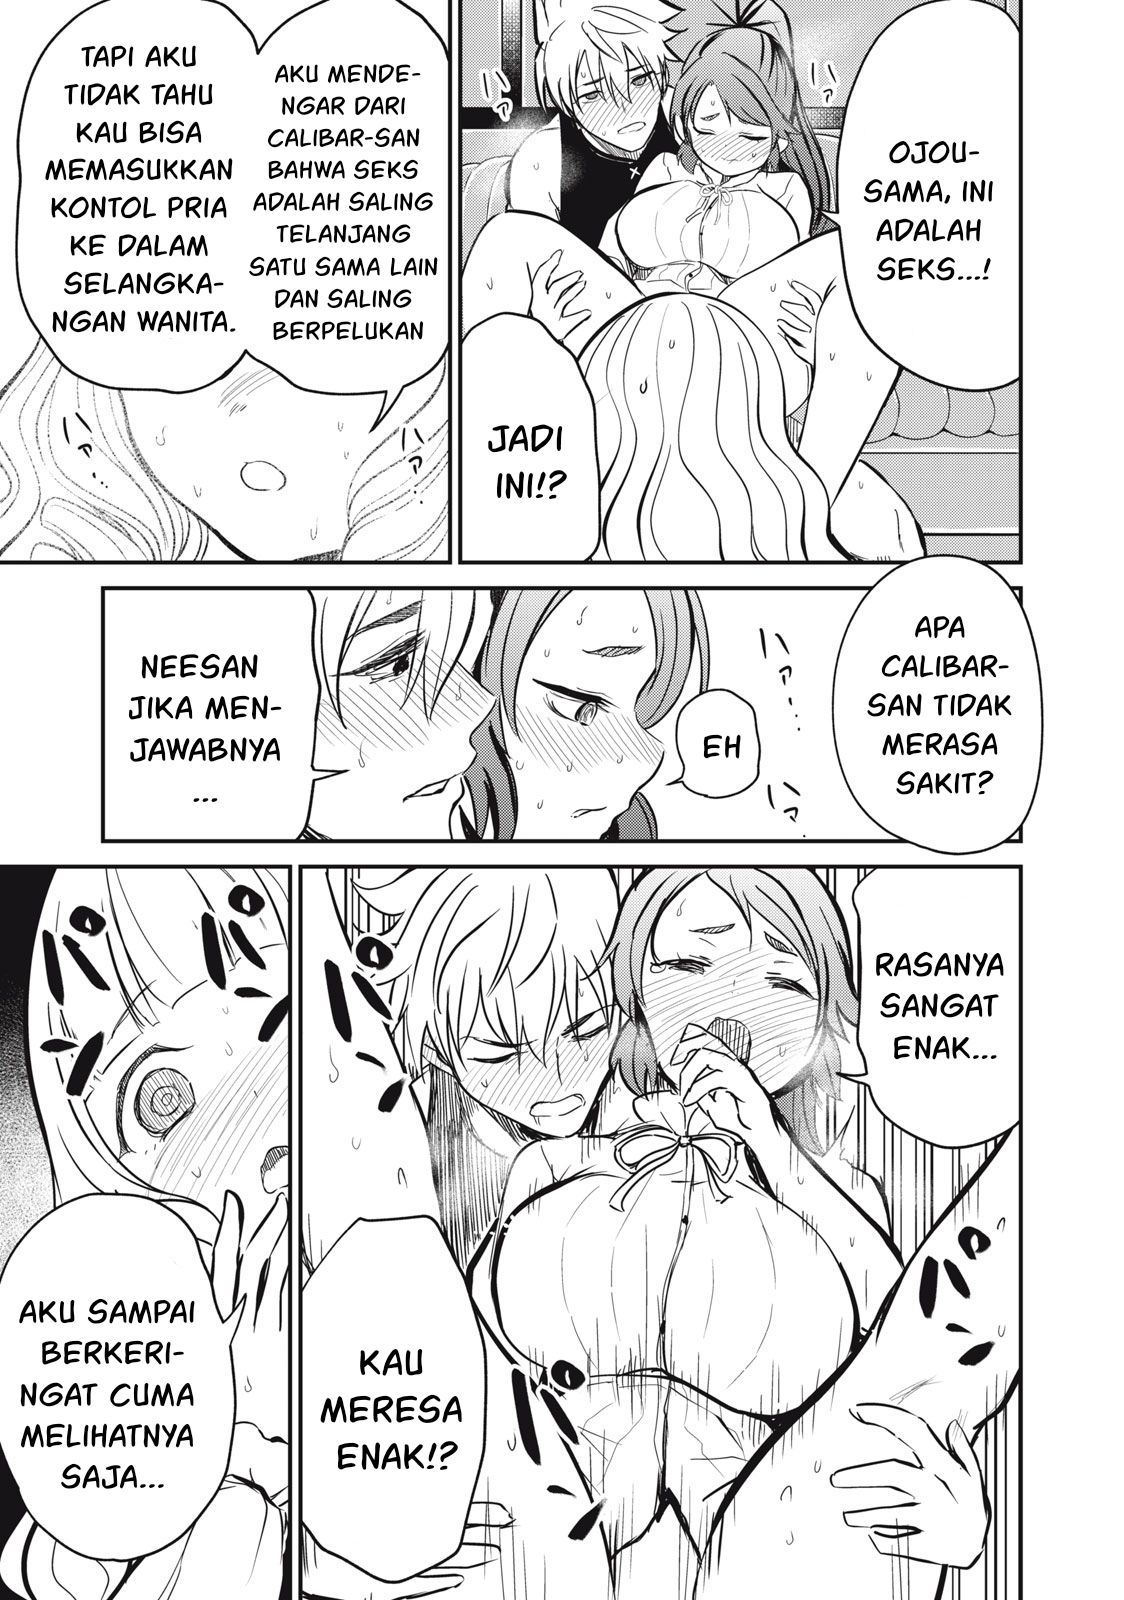 OJOU-
SAMA, INI
ADALAH
SEKS...!
JADI
INI!?
AKU MENDE-
NGAR DARI
CALIBAR-SAN
BAHWA SEKS
ADALAH SALING
TELANJANG
SATU SAMA LAIN
DAN SALING
BERPELUKAN
TAPI AKU
TIDAK TAHU
KAU BISA
MEMASUKKAN
KONTOL PRIA
KE DALAM
SELANGKA-
NGAN WANITA.
APA
CALIBAR-
SAN TIDAK
MERASA
SAKIT?
EH
NEESAN
JIKA MEN-
JAWABNYA
...
RASANYA
SANGAT
ENAK...
KAU
MERESA
ENAK!?
AKU SAMPAI
BERKERI-
NGAT CUMA
MELIHATNYA
SAJA...